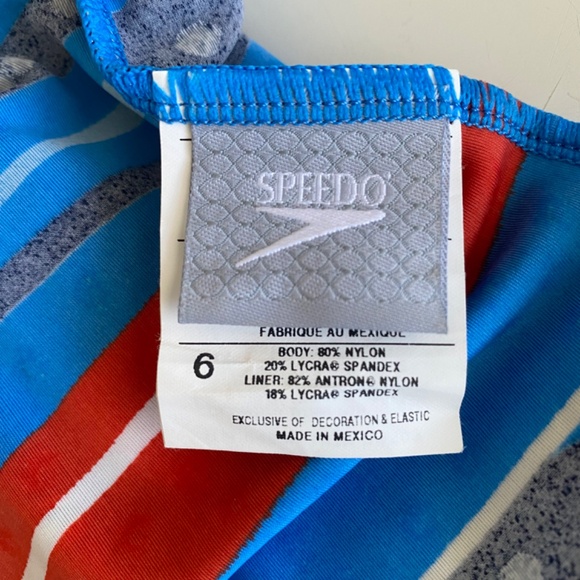 SPEEDO
FABRIQUÉ AU MEXIQUE
6
BODY: 80% NYLON
20% LYCRA® SPANDEX
LINER: 82% ANTRON® NYLON
18% LYCRA® SPANDEX
EXCLUSIVE OF DECORATION & ELASTIC
MADE IN MEXICO